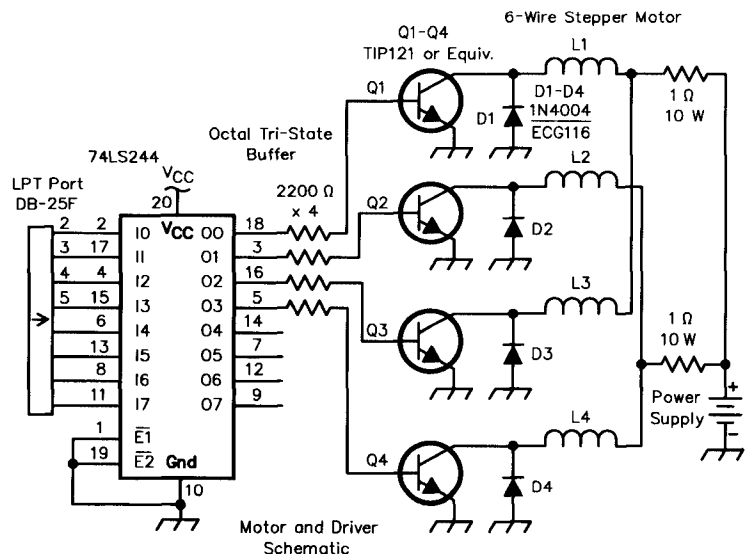 6-Wire Stepper Motor
Q1-Q4
TIP121 or Equiv.
L1
Q1
D1
D1-D4
1N4004
ECG116
1 Ω
10 W
Octal Tri-State
Buffer
74LS244
VCC
20
LPT Port
DB-25F
2200 Ω
x 4
Q2
L2
D2
2 2 I0 VCC O0 18
3 17 I1 O1 3
4 4 I2 O2 16
5 15 I3 O3 5
6 I4 O4 14
13 I5 O5 7
8 I6 O6 12
11 I7 O7 9
1 E1
19 E2 Gnd
10
Q3
L3
D3
1 Ω
10 W
Power
Supply
+
-
Q4
L4
D4
Motor and Driver
Schematic